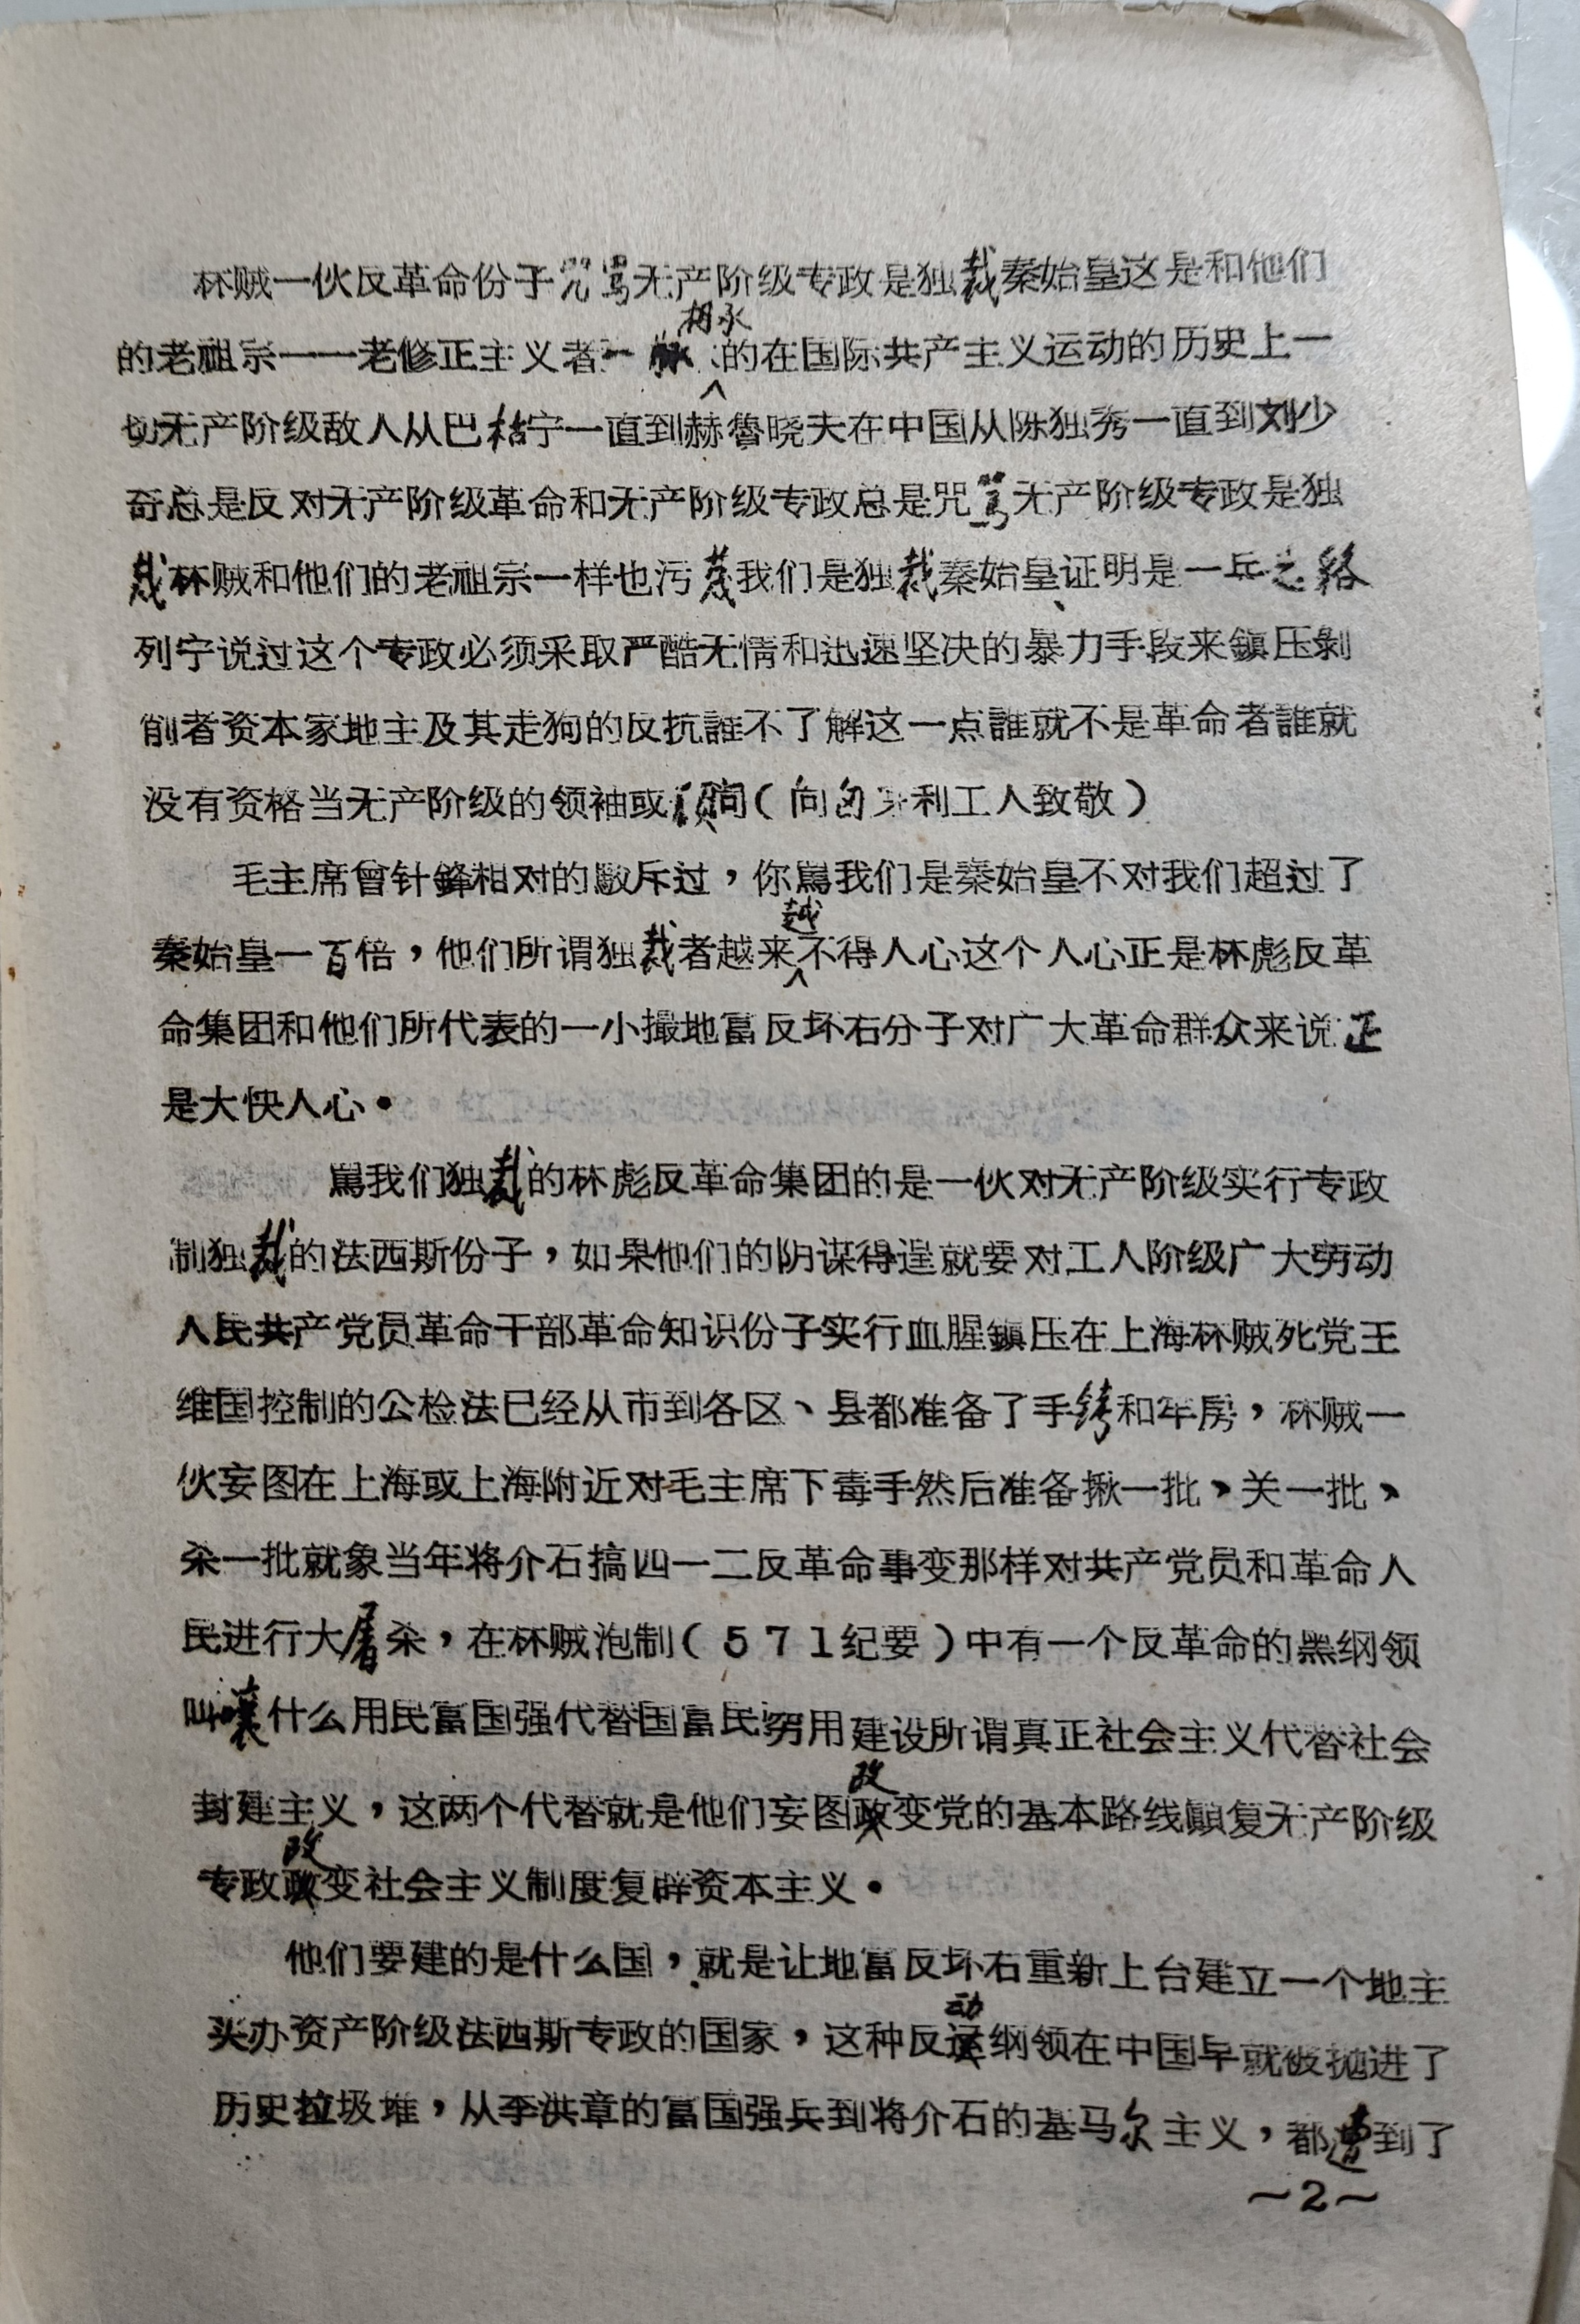 林贼一伙反革命份子咒骂无产阶级专政是独裁秦始皇这是和他们
的老祖宗一一老修正主义者一脉相承的在国际共产主义运动的历史上一
切无产阶级敌人从巴枯宁一直到赫魯晓夫在中国从陈独秀一直到刘少
奇总是反对无产阶级革命和无产阶级专政总是咒骂无产阶级专政是独
裁林贼和他们的老祖宗一样也污蔑我们是独裁秦始皇、证明是一丘之貉
列宁说过这个专政必须采取严酷无情和迅速坚决的暴力手段来鎮压剝
削者资本家地主及其走狗的反抗誰不了解这一点誰就不是革命者誰就
没有资格当无产阶级的领袖或顾问(向匈牙利工人致敬)
毛主席曾针鋒相对的駁斥过，你罵我们是秦始皇不对我们超过了
秦始皇一百倍，他们所谓独裁者越来越不得人心这个人心正是林彪反革
命集团和他们所代表的一小撮地富反坏右分子对广大革命群众来说正
是大快人心•
罵我们独裁的林彪反革命集团的是一伙对无产阶级实行专政
制独裁的法西斯份子，如果他们的阴谋得逞就要对工人阶级广大劳动
人民共产党员革命干部革命知识份子实行血腥鎮压在上海林贼死党王
维国控制的公检法已经从市到各区、县都准备了手铐和牢房，林贼一
伙妄图在上海或上海附近对毛主席下毒手然后准备揪一批、关一批、
杀一批就象当年将介石搞四一二反革命事变那样对共产党员和革命人
民进行大屠杀，在林贼泡制(571纪要)中有一个反革命的黑纲领
叫嚷什么用民富国强代替国富民穷用建设所谓真正社会主义代替社会
封建主义，这两个代替就是他们妄图改变党的基本路线顛复无产阶级
专政改变社会主义制度复辟资本主义•
他们要建的是什么国，就是让地富反坏右重新上台建立一个地主
买办资产阶级法西斯专政的国家，这种反动纲领在中国早就被抛进了
历史拉圾堆，从李洪章的富国强兵到将介石的基马尔主义，都遭到了
~2~